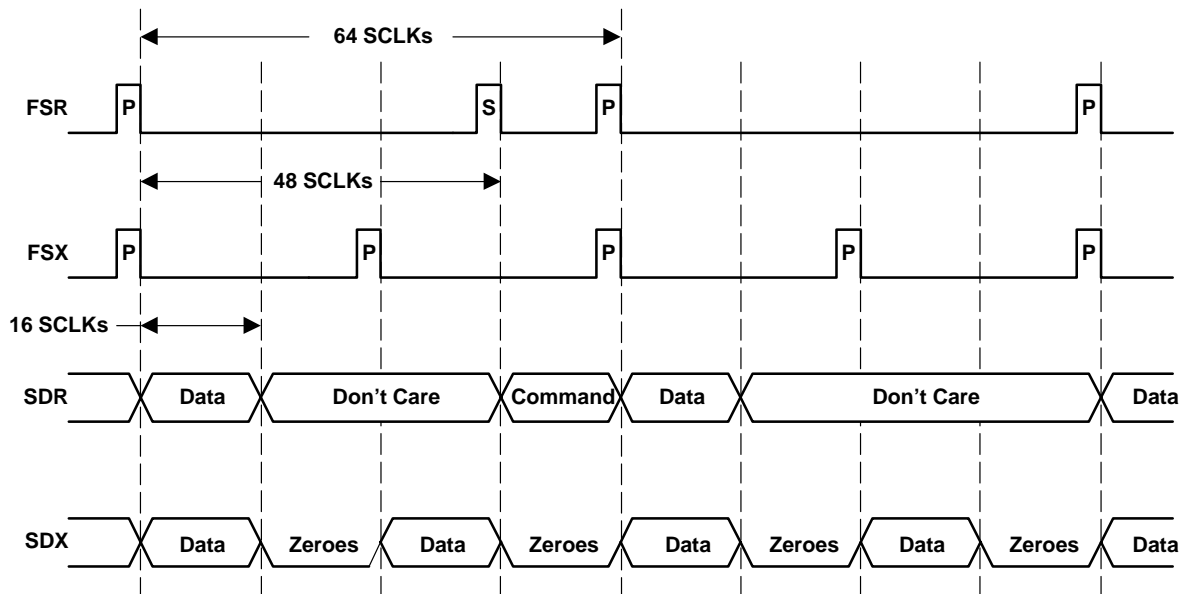 64 SCLKs
FSR P S P P
48 SCLKs
FSX P P P P P
16 SCLKs
SDR Data Don't Care Command Data Don't Care Data
SDX Data Zeroes Data Zeroes Data Zeroes Data Zeroes Data